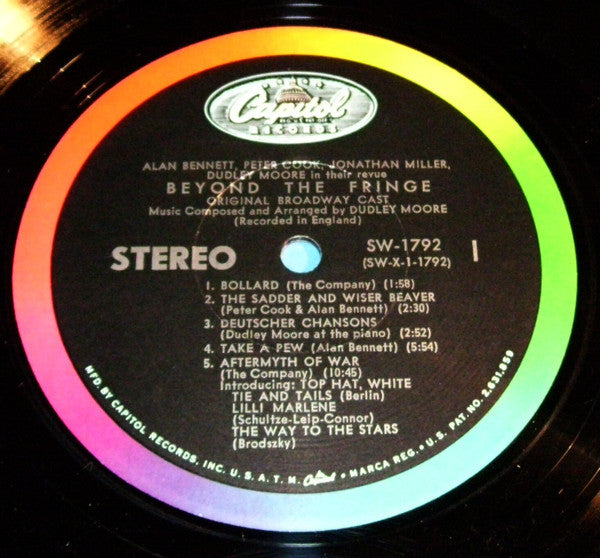 Capitol
RECORDS
ALAN BENNETT, PETER COOK, JONATHAN MILLER,
DUDLEY MOORE in their revue
BEYOND THE FRINGE
ORIGINAL BROADWAY CAST
Music Composed and Arranged by DUDLEY MOORE
(Recorded in England)
STEREO
SW-1792
(SW-X-1-1792)
1
1. BOLLARD (The Company) (1:58)
2. THE SADDER AND WISER BEAVER
(Peter Cook & Alan Bennett) (2:30)
3. DEUTSCHER CHANSONS
(Dudley Moore at the piano) (2:52)
4. TAKE A PEW (Alan Bennett) (5:54)
5. AFTERMYTH OF WAR
(The Company) (10:45)
Introducing: TOP HAT, WHITE
TIE AND TAILS (Berlin)
LILLI MARLENE
(Schultze-Leip-Connor)
THE WAY TO THE STARS
(Brodszky)
MFD. BY CAPITOL RECORDS, INC. U. S. A. T. M. Capitol • MARCA REG. • U. S. PAT. NO. 2,631,859